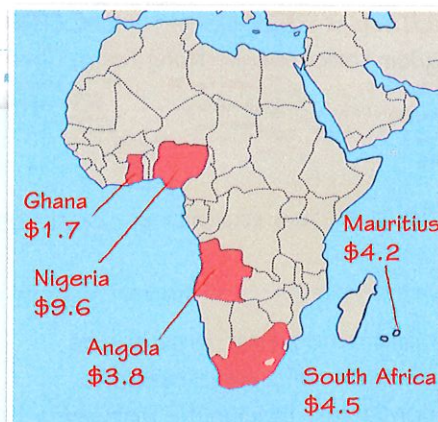 Ghana
$1.7
Nigeria
$9.6
Angola
$3.8
Mauritius
$4.2
South Africa
$4.5